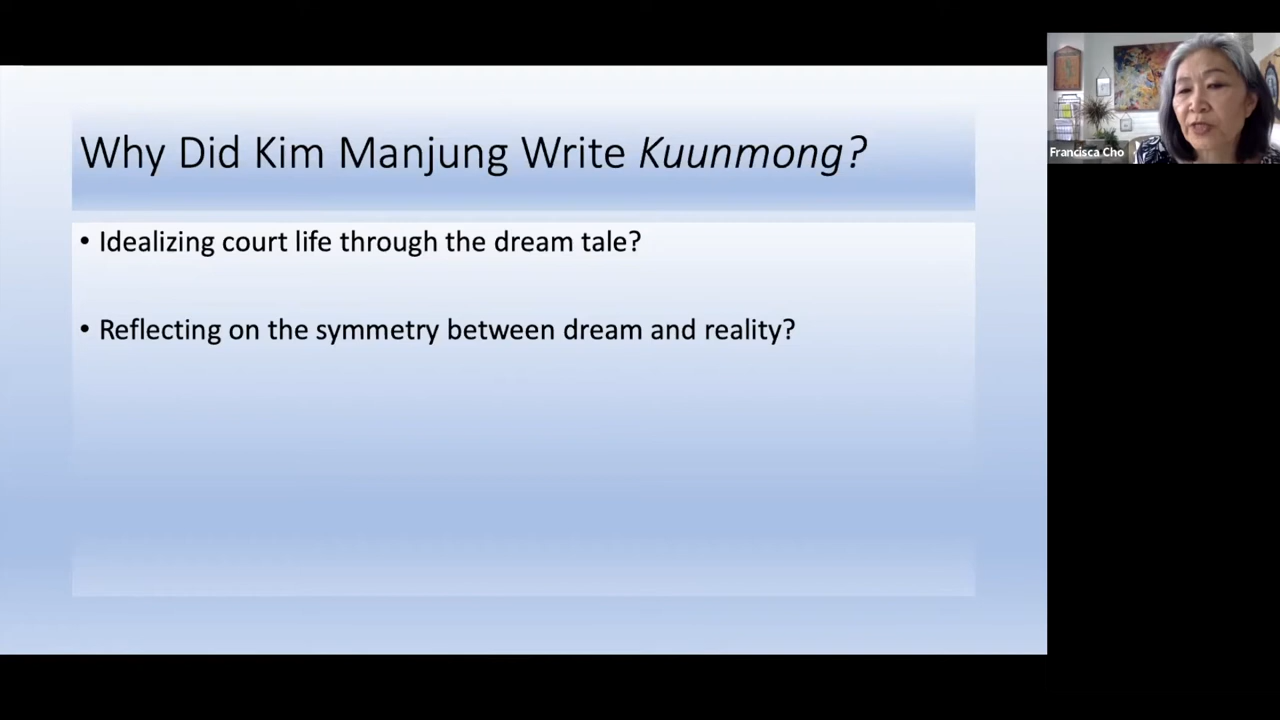 Why Did Kim Manjung Write Kuunmong?
• Idealizing court life through the dream tale?
• Reflecting on the symmetry between dream and reality?
Francisca Cho